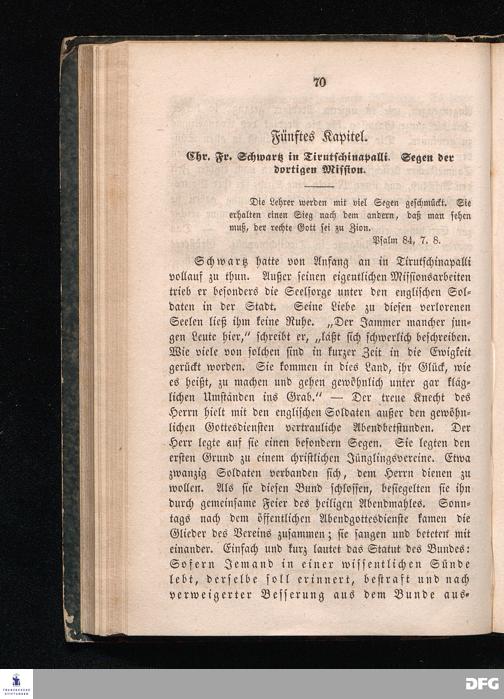 70
Fünftes Kapitel.
Chr. Fr. Schwartz in Tirutschinapalli. Segen der
dortigen Mission.
Die Lehrer werden mit viel Segen geschmückt. Sie
erhalten einen Sieg nach dem andern, daß man sehen
muß, der rechte Gott sei zu Zion.
Psalm 84, 7. 8.
Schwartz hatte von Anfang an in Tirutschinapalli
vollauf zu thun. Außer seinen eigentlichen Missionsarbeiten
trieb er besonders die Seelsorge unter den englischen Sol-
daten in der Stadt. Seine Liebe zu diesen verlorenen
Seelen ließ ihm keine Ruhe. „Der Jammer mancher jun-
gen Leute hier,“ schreibt er, „läßt sich schwerlich beschreiben.
Wie viele von solchen sind in kurzer Zeit in die Ewigkeit
gerückt worden. Sie kommen in dies Land, ihr Glück, wie
es heißt, zu machen und gehen gewöhnlich unter gar kläg-
lichen Umständen ins Grab.“ — Der treue Knecht des
Herrn hielt mit den englischen Soldaten außer den gewöhn-
lichen Gottesdiensten vertrauliche Abendbetstunden. Der
Herr legte auf sie einen besondern Segen. Sie legten den
ersten Grund zu einem christlichen Jünglingsvereine. Etwa
zwanzig Soldaten verbanden sich, dem Herrn dienen zu
wollen. Als sie diesen Bund schlossen, besiegelten sie ihn
durch gemeinsame Feier des heiligen Abendmahles. Sonn-
tags nach dem öffentlichen Abendgottesdienste kamen die
Glieder des Vereins zusammen; sie sangen und beteten mit
einander. Einfach und kurz lautet das Statut des Bundes:
Sofern Jemand in einer wissentlichen Sünde
lebt, derselbe soll erinnert, bestraft und nach
verweigerter Besserung aus dem Bunde aus-
FRANCKESCHE
STIFTUNGEN
DFG